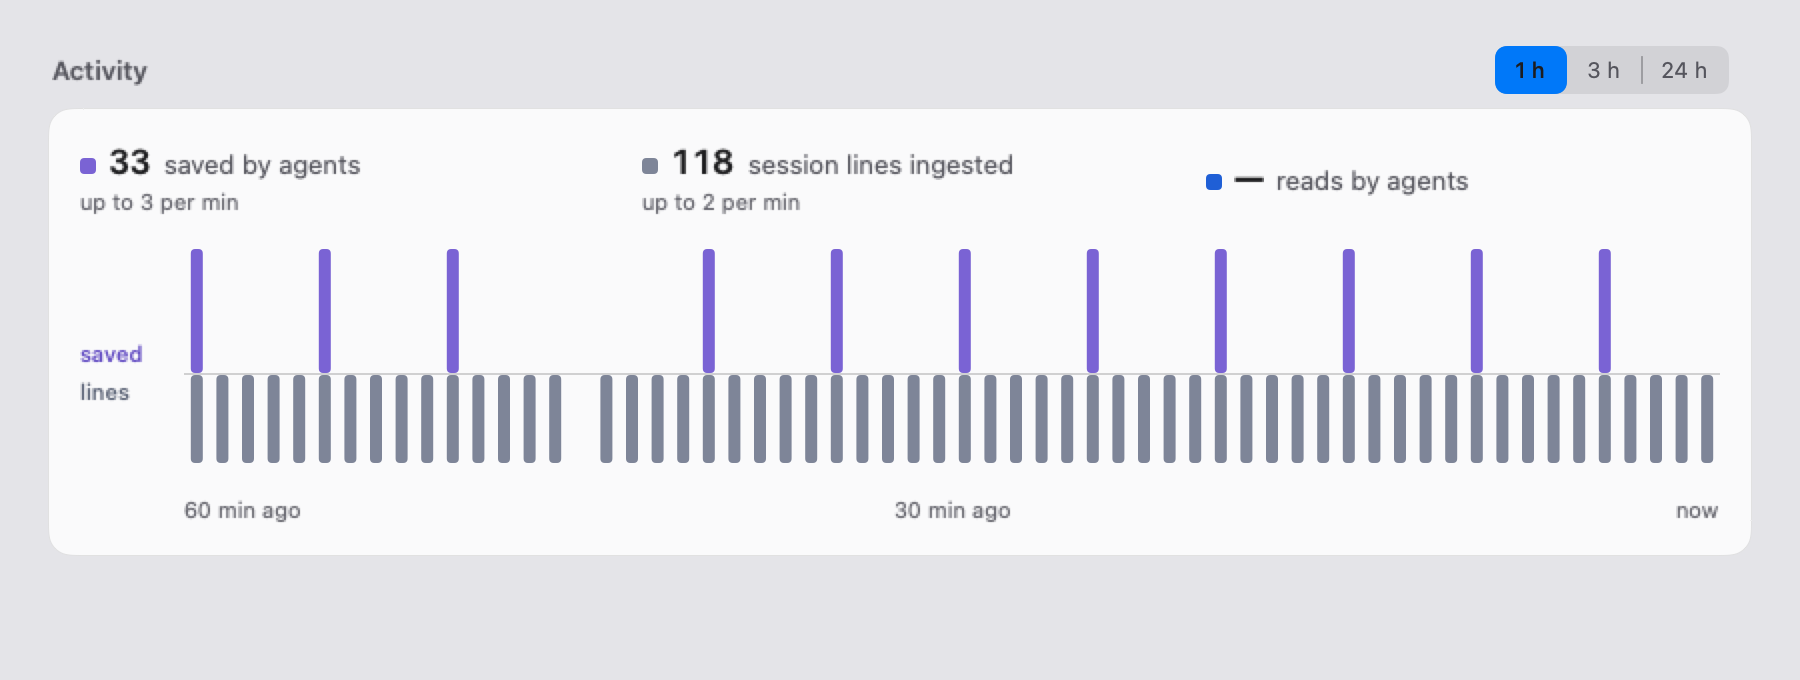 Activity
1 h
3 h
24 h
33 saved by agents
up to 3 per min
118 session lines ingested
up to 2 per min
— reads by agents
saved
lines
60 min ago
30 min ago
now